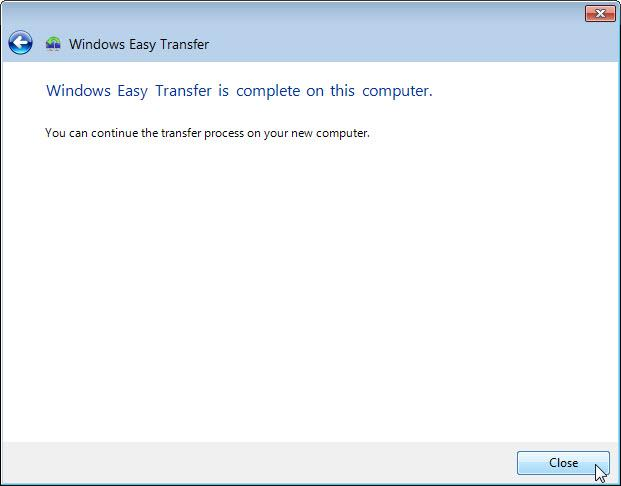 Windows Easy Transfer
Windows Easy Transfer is complete on this computer.
You can continue the transfer process on your new computer.
Close